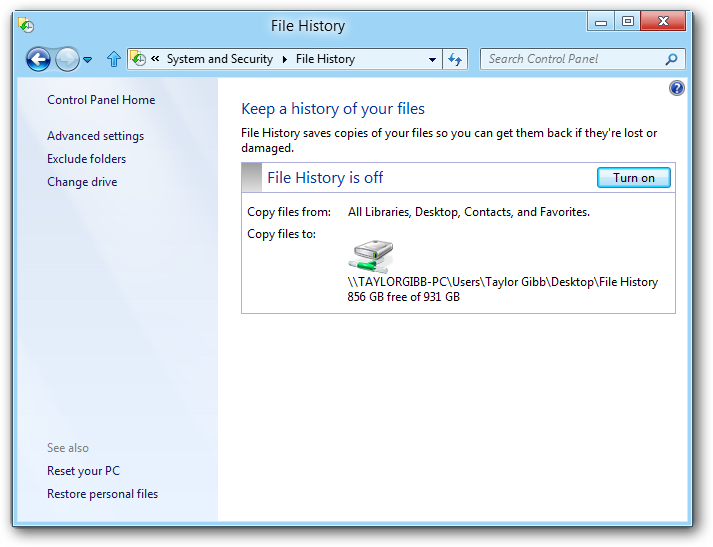 File History
« System and Security ▸ File History
Search Control Panel
Control Panel Home
Advanced settings
Exclude folders
Change drive
Keep a history of your files
File History saves copies of your files so you can get them back if they're lost or
damaged.
File History is off
Turn on
Copy files from: All Libraries, Desktop, Contacts, and Favorites.
Copy files to:
\\TAYLORGIBB-PC\Users\Taylor Gibb\Desktop\File History
856 GB free of 931 GB
See also
Reset your PC
Restore personal files